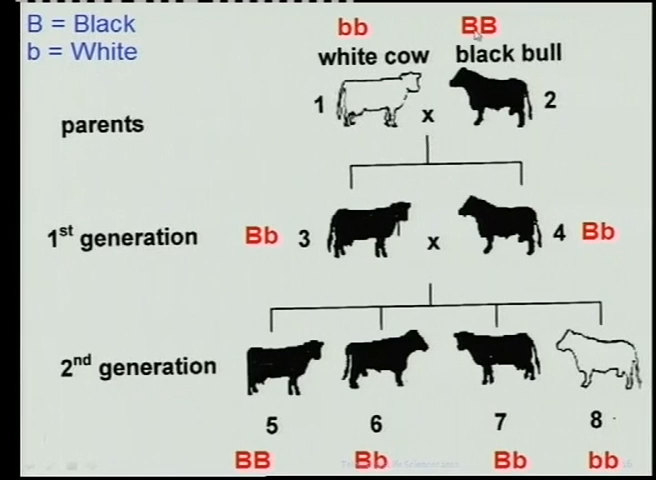 B = Black
b = White
bb BB
white cow black bull
1 x 2
parents
1st generation Bb 3 x 4 Bb
2nd generation
5 6 7 8
BB Bb Bb bb